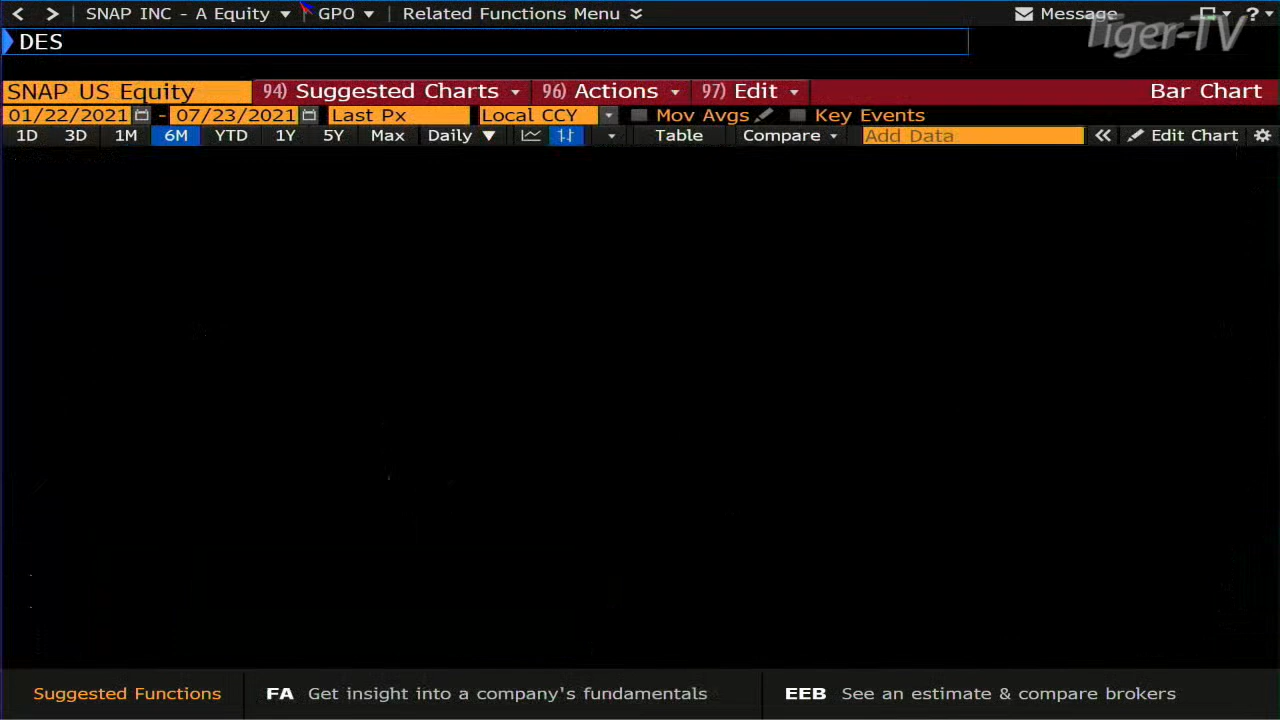 SNAP INC - A Equity GPO Related Functions Menu Message ?
Tiger-TV
DES
SNAP US Equity 94) Suggested Charts 96) Actions 97) Edit Bar Chart
01/22/2021 - 07/23/2021 Last Px Local CCY Mov Avgs Key Events
1D 3D 1M 6M YTD 1Y 5Y Max Daily Table Compare Add Data Edit Chart
Suggested Functions FA Get insight into a company's fundamentals EEB See an estimate & compare brokers